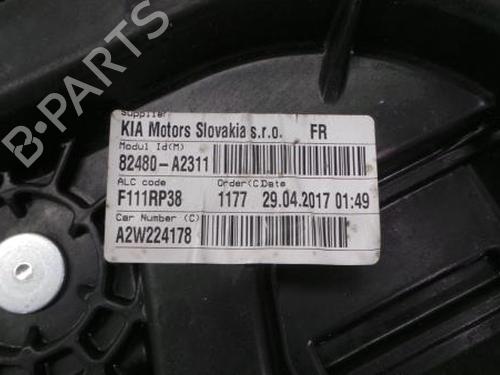 B-PARTS
Supplier
KIA Motors Slovakia s.r.o. FR
Modul Id(M)
82480-A2311
ALC code Order(C)Date
F111RP38 1177 29.04.2017 01:49
Car Number (C)
A2W224178